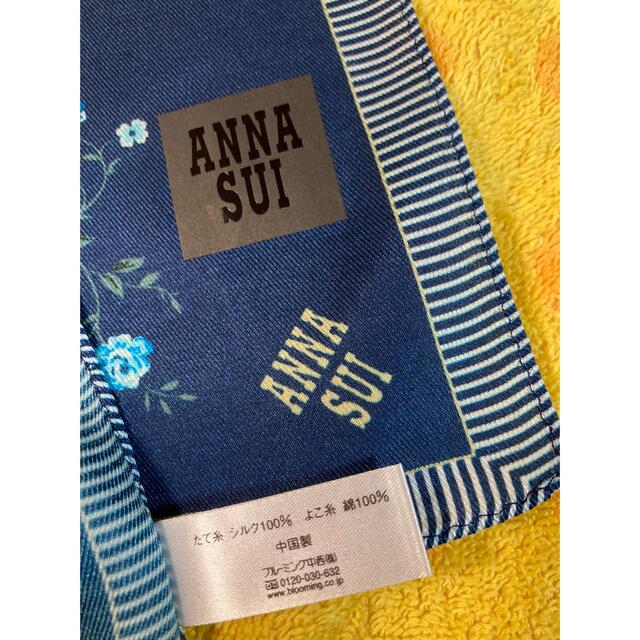 ANNA
SUI
ANNA
SUI
たて糸 シルク100% よこ糸 綿100%
中国製
ブルーミング中西㈱
0120-030-632
www.blooming.co.jp